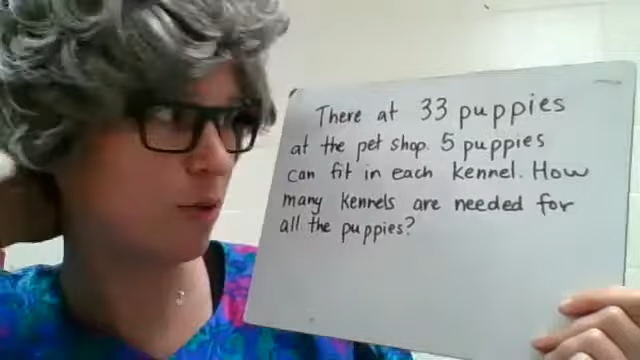 There at 33 puppies
at the pet shop. 5 puppies
can fit in each kennel. How
many kennels are needed for
all the puppies?